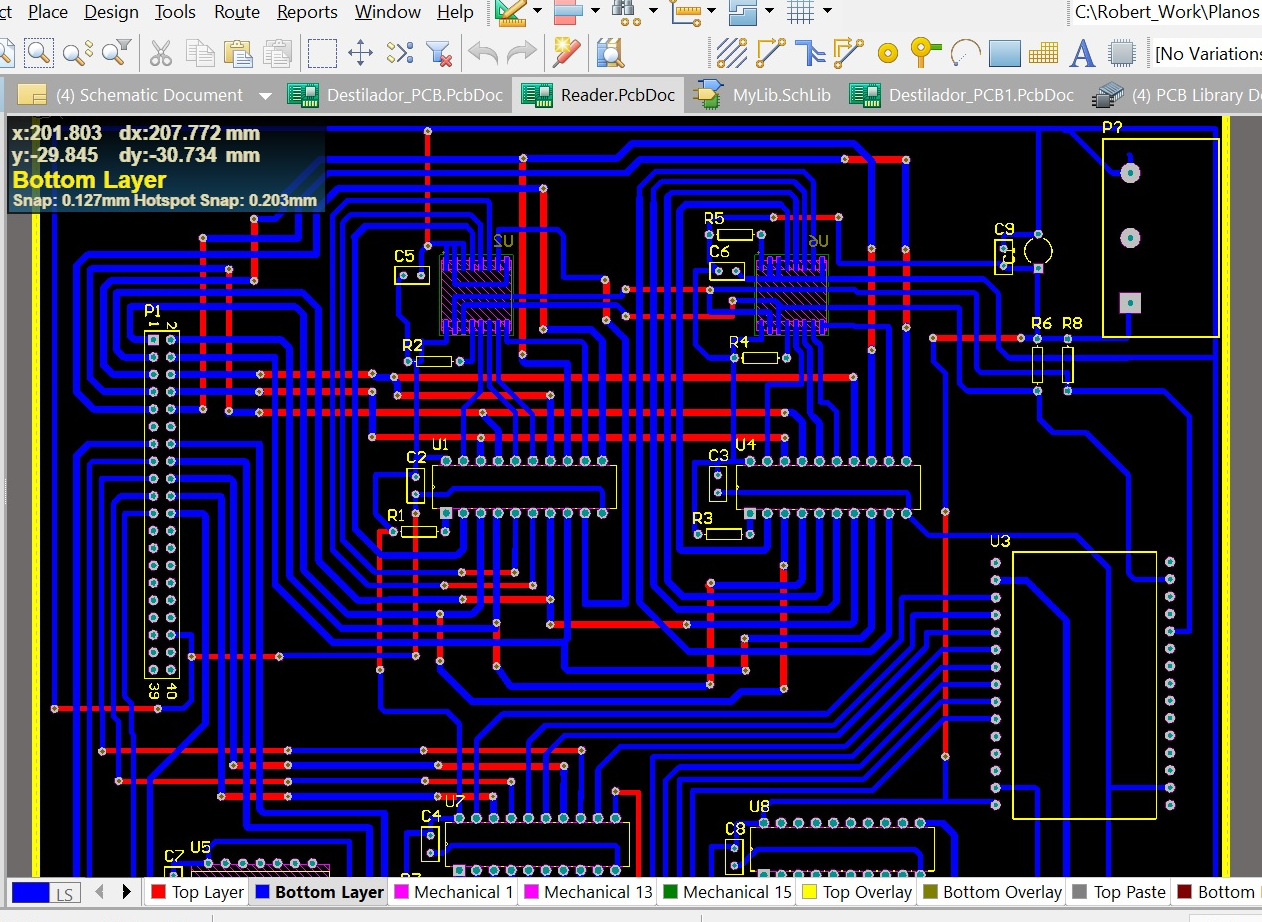 Place Design Tools Route Reports Window Help C:\Robert_Work\Planos
[No Variations
(4) Schematic Document Destilador_PCB.PcbDoc Reader.PcbDoc MyLib.SchLib Destilador_PCB1.PcbDoc (4) PCB Library
x:201.803 dx:207.772 mm
y:-29.845 dy:-30.734 mm
Bottom Layer
Snap: 0.127mm Hotspot Snap: 0.203mm
P?
R5
C5 U2 C6 U6 C9
P1
1 2
R2 R4 R6 R8
U1 U4
C2 C3
R1 R3
U3
39 40
U7 U8
C4 C8
U5
C7
LS Top Layer Bottom Layer Mechanical 1 Mechanical 13 Mechanical 15 Top Overlay Bottom Overlay Top Paste Bottom